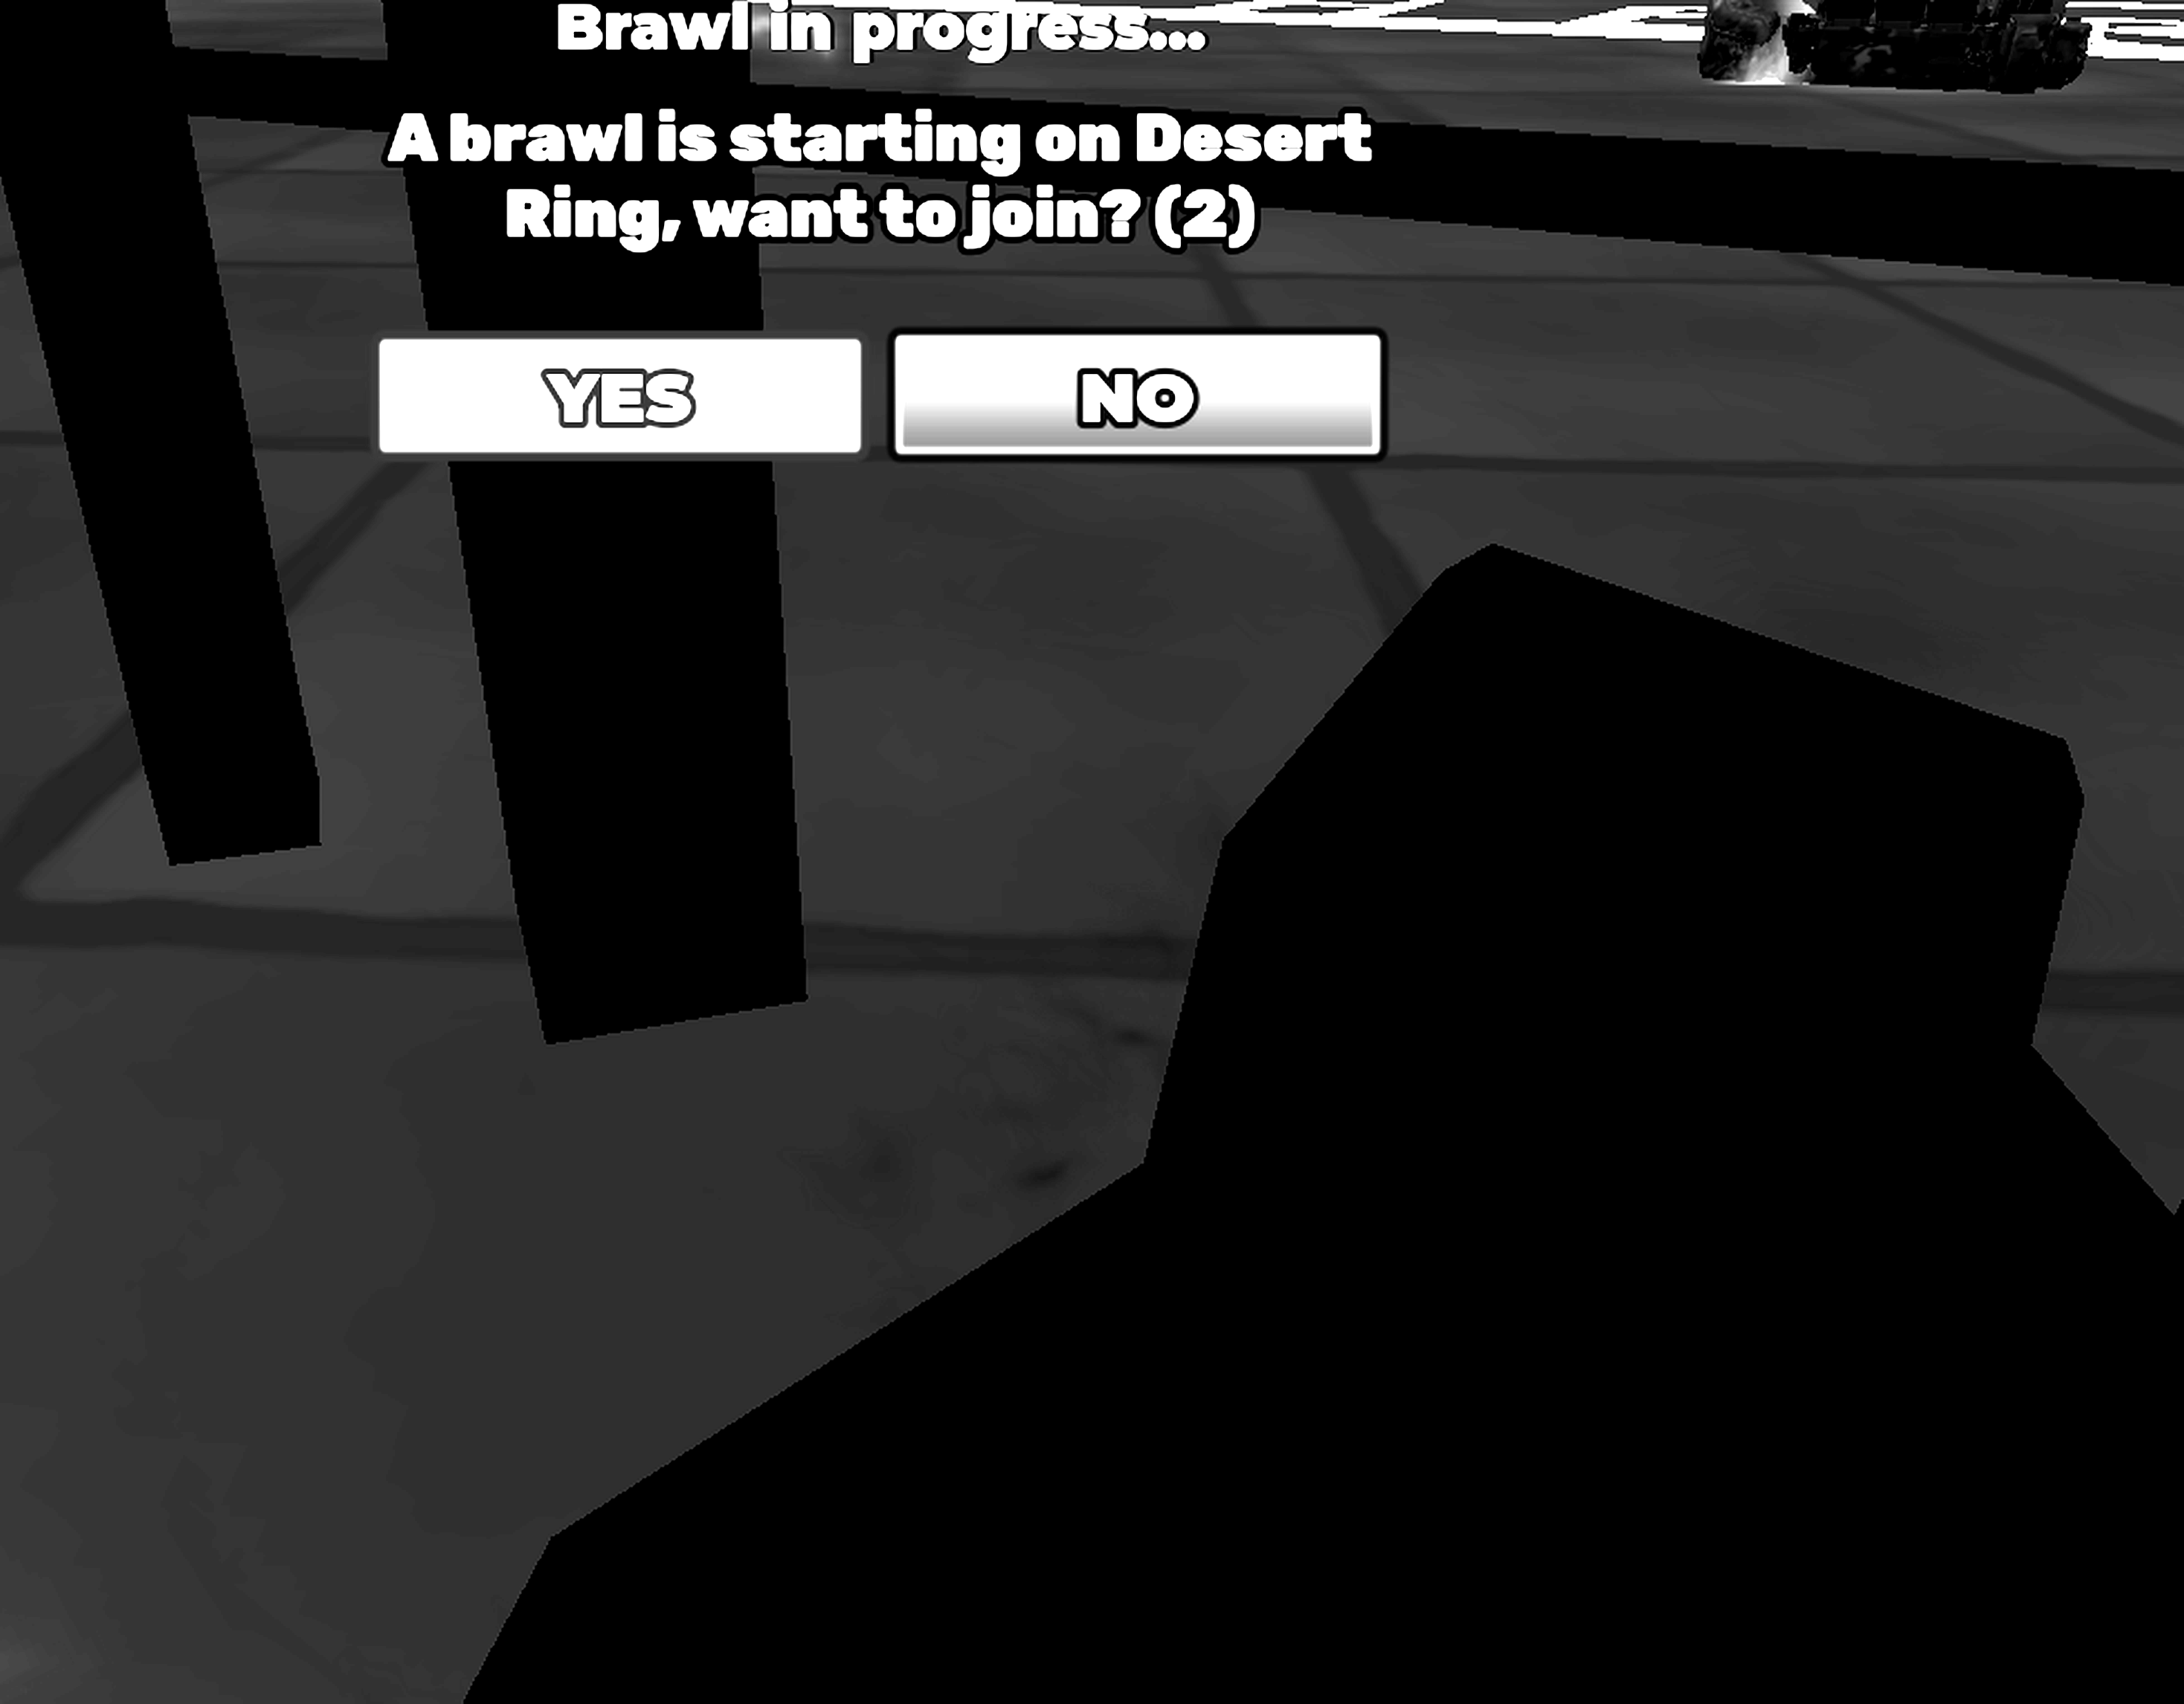 Brawl in progress...
A brawl is starting on Desert
Ring, want to join? (2)
YES
NO